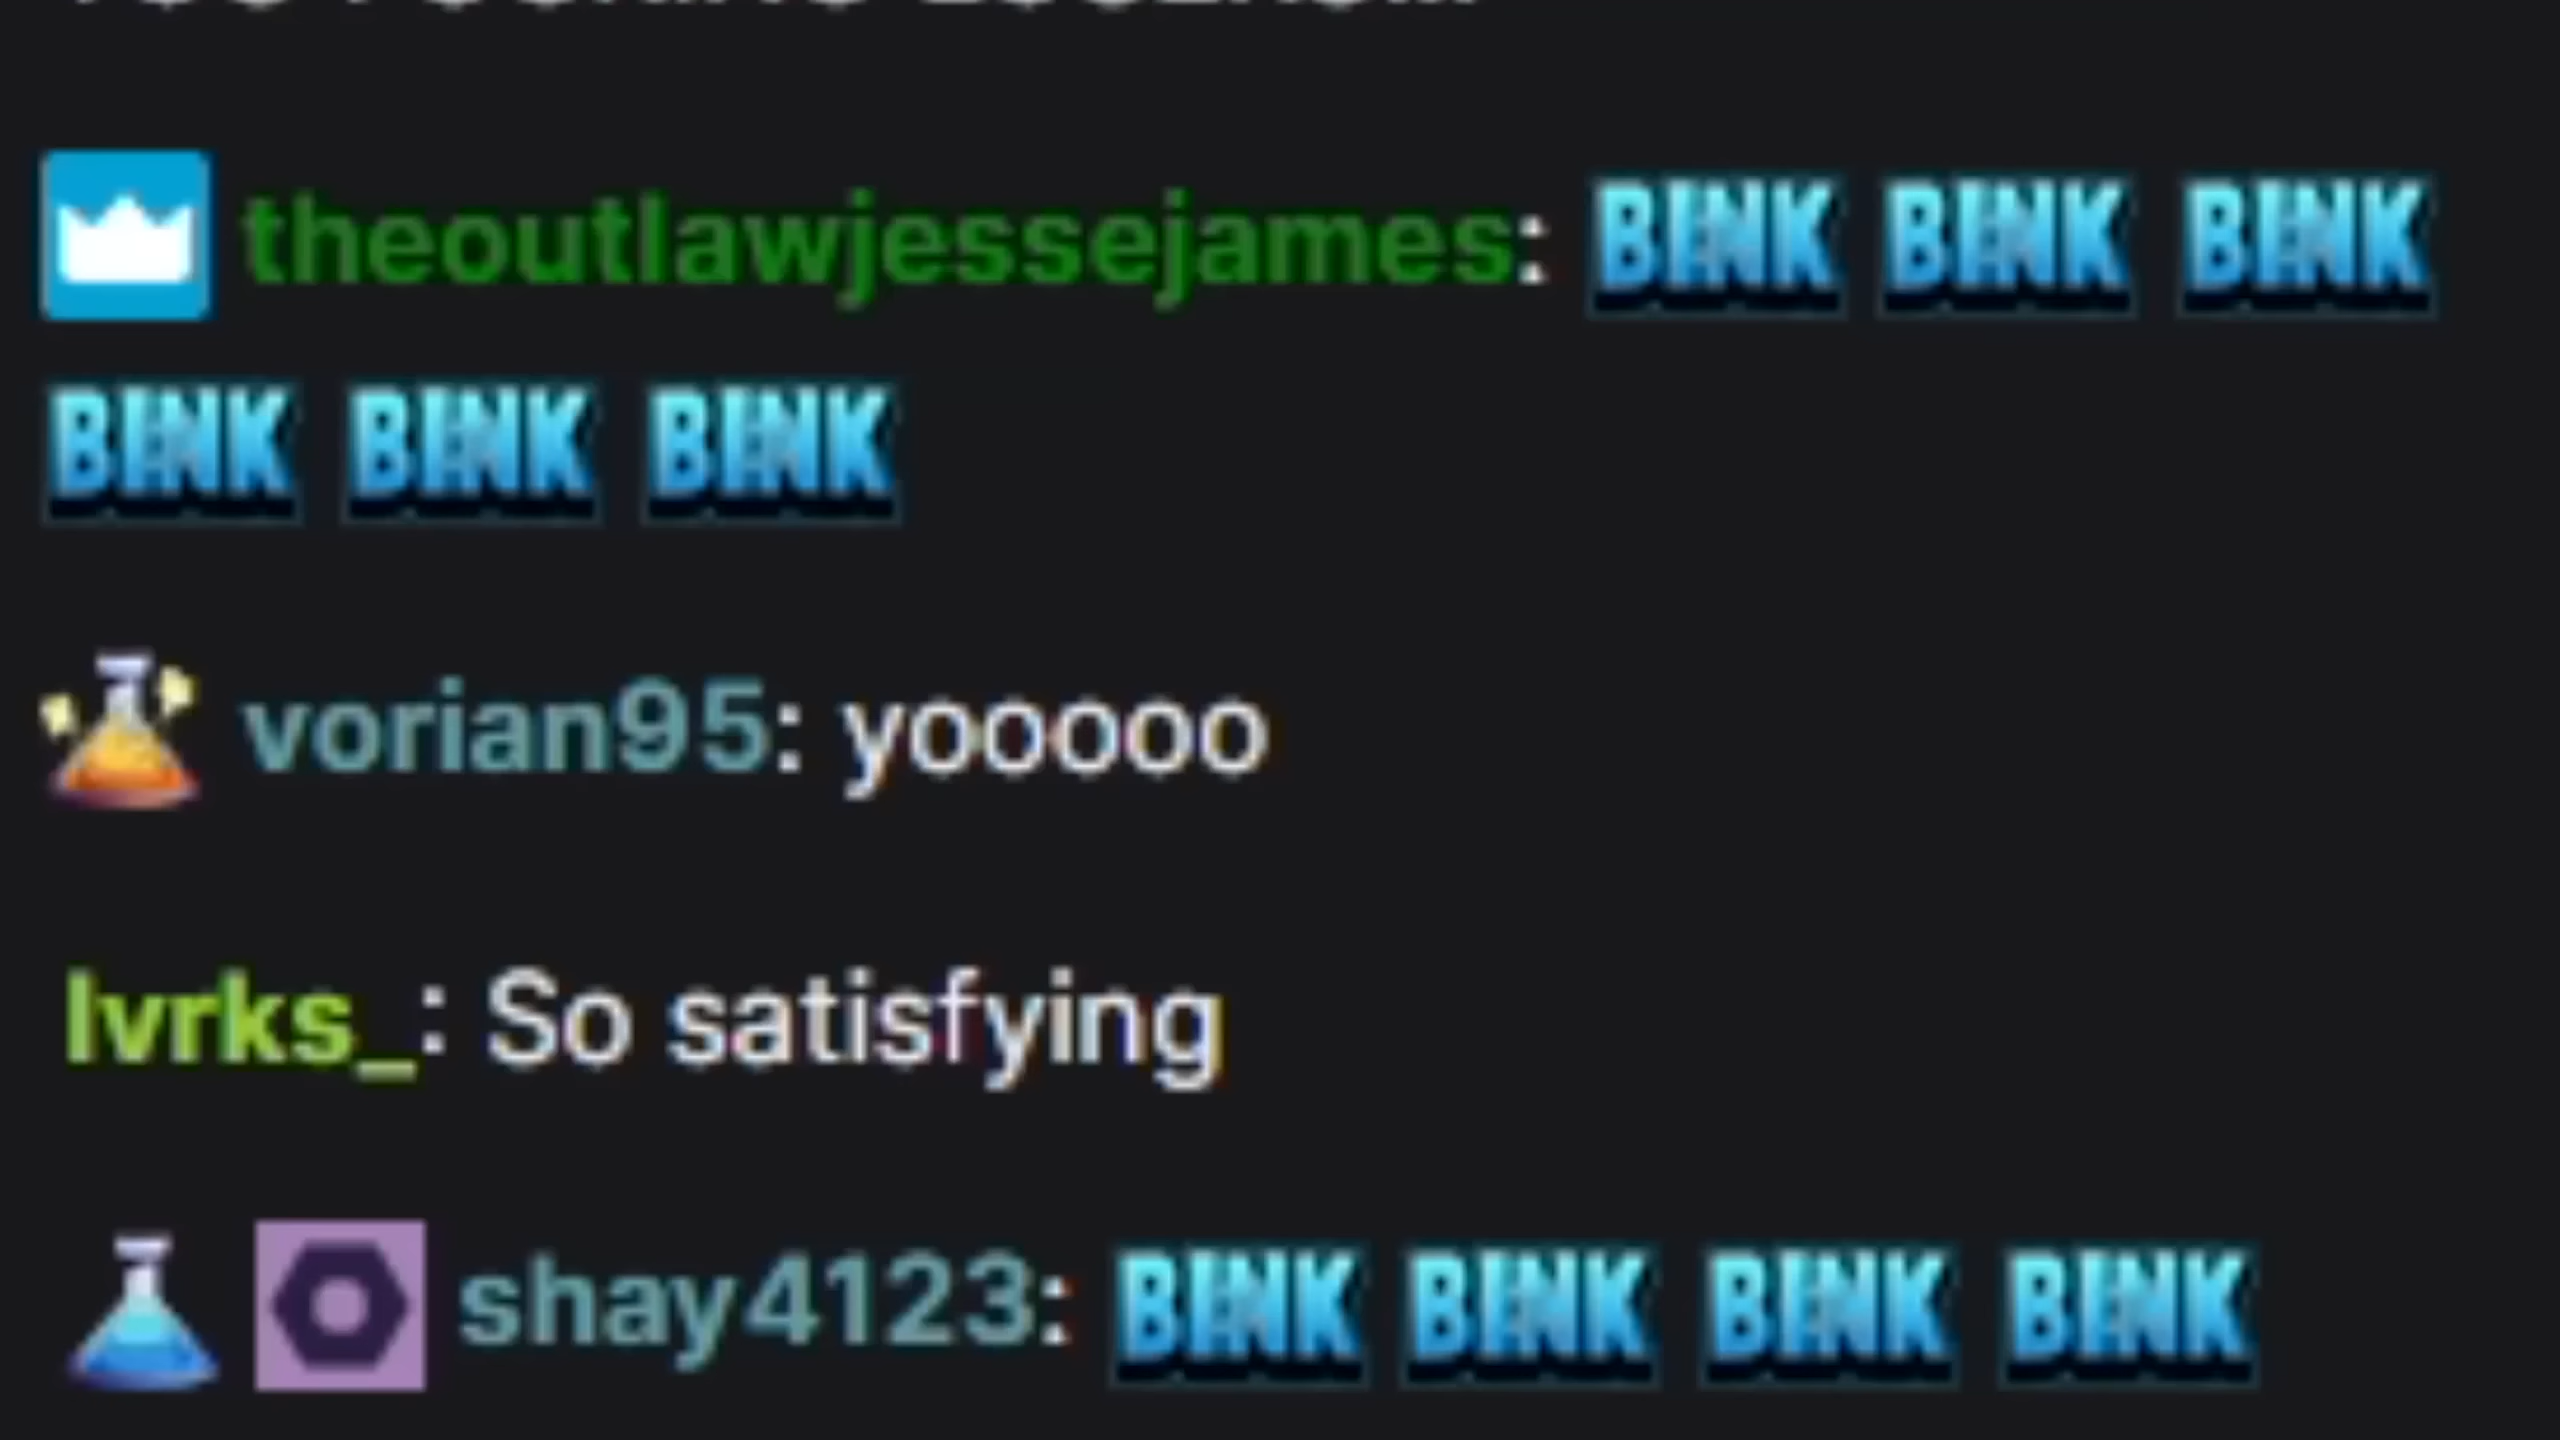 theoutlawjessejames: BINK BINK BINK
BINK BINK BINK
vorian95: yooooo
lvrks_: So satisfying
shay4123: BINK BINK BINK BINK